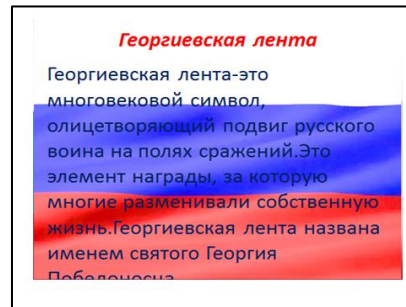 Георгиевская лента
Георгиевская лента-это
многовековой символ,
олицетворяющий подвиг русского
воина на полях сражений.Это
элемент награды, за которую
многие разменивали собственную
жизнь.Георгиевская лента названа
именем святого Георгия
Победоносца